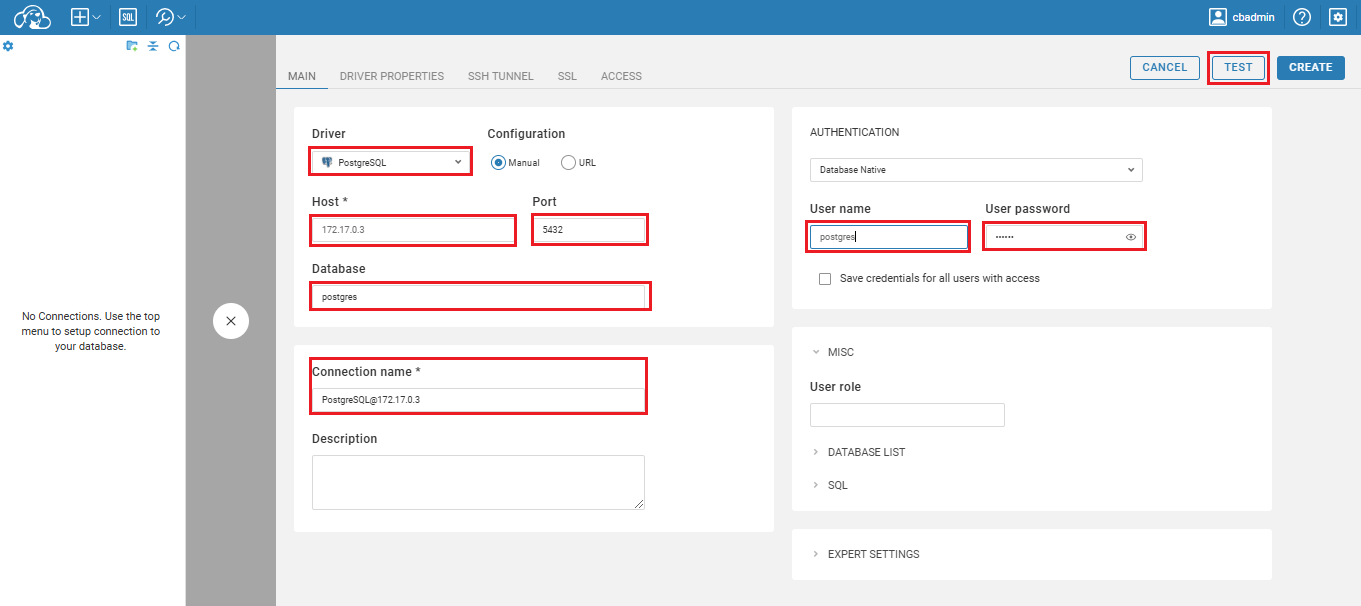 SQL
cbadmin
?
No Connections. Use the top
menu to setup connection to
your database.
MAIN DRIVER PROPERTIES SSH TUNNEL SSL ACCESS
CANCEL TEST CREATE
Driver Configuration
PostgreSQL Manual URL
Host * Port
172.17.0.3 5432
Database
postgres
Connection name *
PostgreSQL@172.17.0.3
Description
AUTHENTICATION
Database Native
User name User password
postgres ••••••
Save credentials for all users with access
MISC
User role
DATABASE LIST
SQL
EXPERT SETTINGS